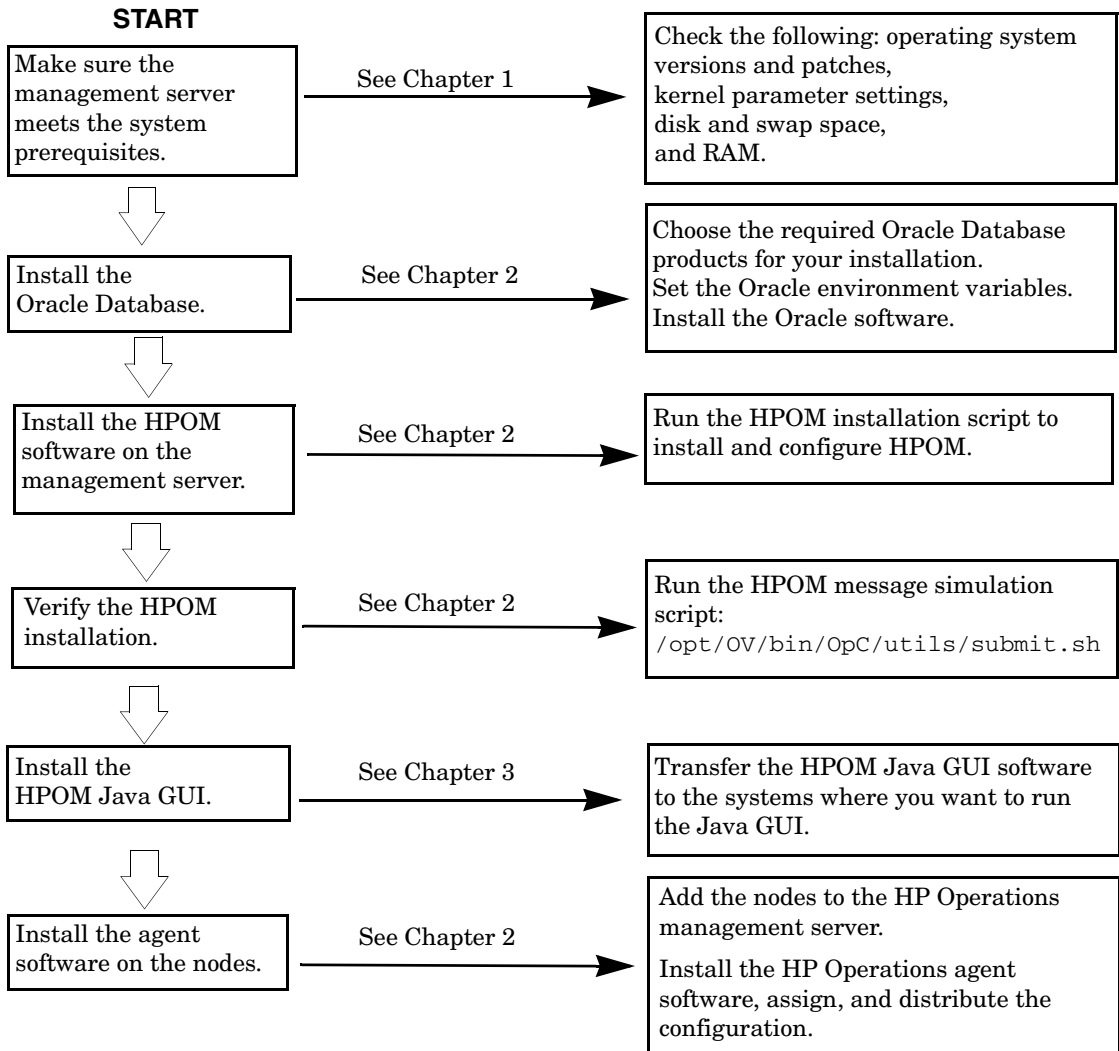 START
Make sure the
management server
meets the system
prerequisites.
See Chapter 1
Check the following: operating system
versions and patches,
kernel parameter settings,
disk and swap space,
and RAM.
Install the
Oracle Database.
See Chapter 2
Choose the required Oracle Database
products for your installation.
Set the Oracle environment variables.
Install the Oracle software.
Install the HPOM
software on the
management server.
See Chapter 2
Run the HPOM installation script to
install and configure HPOM.
Verify the HPOM
installation.
See Chapter 2
Run the HPOM message simulation
script:
/opt/OV/bin/OpC/utils/submit.sh
Install the
HPOM Java GUI.
See Chapter 3
Transfer the HPOM Java GUI software
to the systems where you want to run
the Java GUI.
Install the agent
software on the nodes.
See Chapter 2
Add the nodes to the HP Operations
management server.
Install the HP Operations agent
software, assign, and distribute the
configuration.